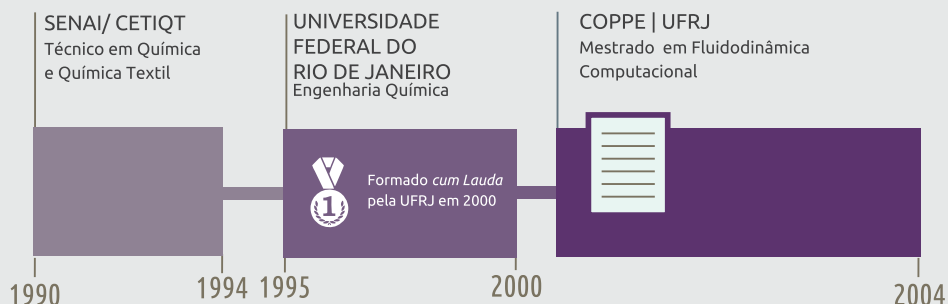 SENAI/ CETIQT
Técnico em Química
e Química Textil
UNIVERSIDADE
FEDERAL DO
RIO DE JANEIRO
Engenharia Química
COPPE | UFRJ
Mestrado em Fluidodinâmica
Computacional
1
Formado cum Lauda
pela UFRJ em 2000
1990
1994
1995
2000
2004